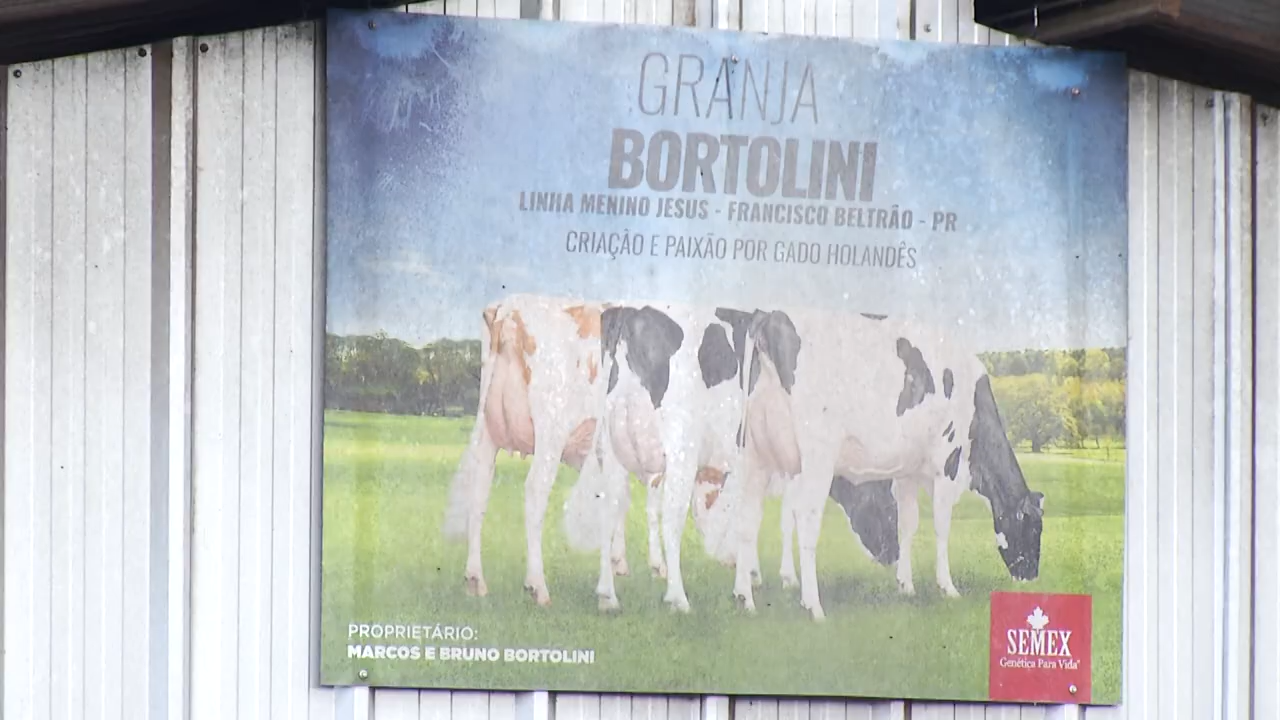 GRANJA
BORTOLINI
LINHA MENINO JESUS - FRANCISCO BELTRÃO - PR
CRIAÇÃO E PAIXÃO POR GADO HOLANDÊS
PROPRIETÁRIO:
MARCOS E BRUNO BORTOLINI
SEMEX
Genética Para Vida®